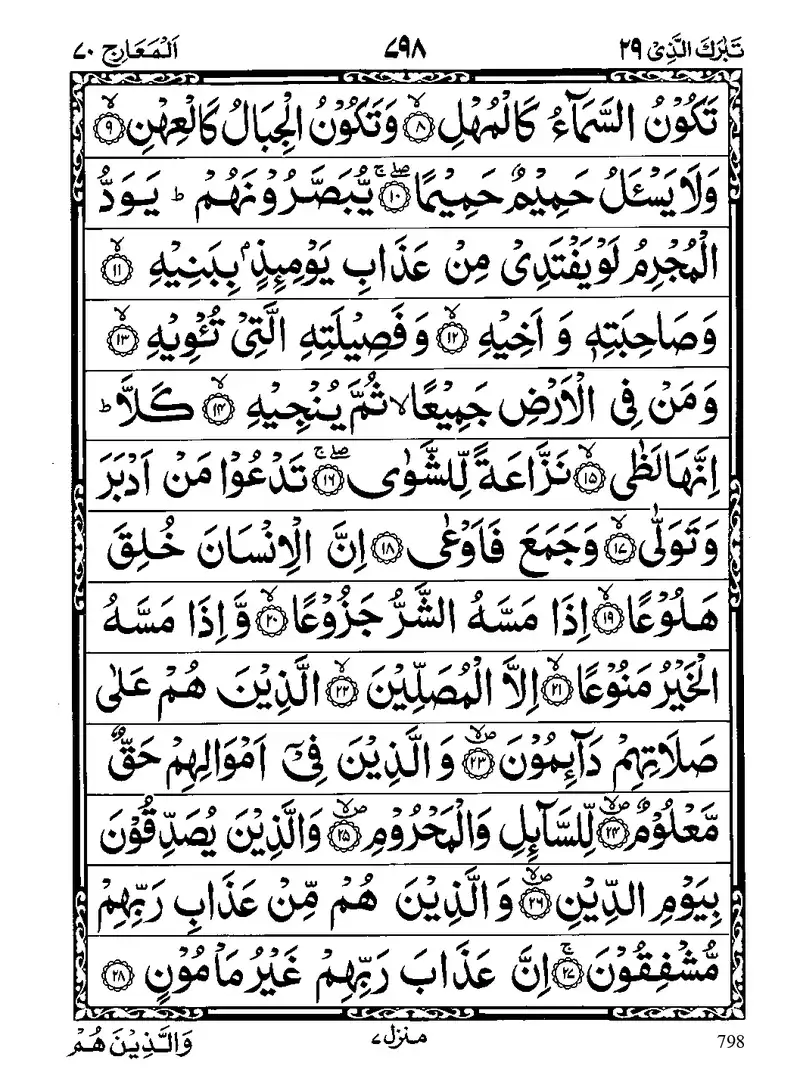 تَبٰرَكَ الَّذِیْ ٢٩ ٧٩٨ اَلْمَعَارِج ٧٠
تَكُوْنُ السَّمَآءُ كَالْمُهْلِ ۙ﴿٨﴾ وَتَكُوْنُ الْجِبَالُ كَالْعِهْنِ ۙ﴿٩﴾
وَلَا یَسْـَٔلُ حَمِیْمٌ حَمِیْمًا ۚۖ﴿١٠﴾ یُّبَصَّرُوْنَهُمْ ؕ یَوَدُّ
الْمُجْرِمُ لَوْ یَفْتَدِیْ مِنْ عَذَابِ یَوْمِىِٕذٍۭ بِبَنِیْهِ ۙ﴿١١﴾
وَصَاحِبَتِهٖ وَ اَخِیْهِ ۙ﴿١٢﴾ وَفَصِیْلَتِهِ الَّتِیْ تُـْٔوِیْهِ ۙ﴿١٣﴾
وَمَنْ فِی الْاَرْضِ جَمِیْعًا ۙ ثُمَّ یُنْجِیْهِ ۙ﴿١٤﴾ كَلَّا ؕ
اِنَّهَا لَظٰی ۙ﴿١٥﴾ نَزَّاعَةً لِّلشَّوٰی ۚۖ﴿١٦﴾ تَدْعُوْا مَنْ اَدْبَرَ
وَتَوَلّٰی ۙ﴿١٧﴾ وَجَمَعَ فَاَوْعٰی ﴿١٨﴾ اِنَّ الْاِنْسَانَ خُلِقَ
هَلُوْعًا ۙ﴿١٩﴾ اِذَا مَسَّهُ الشَّرُّ جَزُوْعًا ۙ﴿٢٠﴾ وَّاِذَا مَسَّهُ
الْخَیْرُ مَنُوْعًا ۙ﴿٢١﴾ اِلَّا الْمُصَلِّیْنَ ۙ﴿٢٢﴾ الَّذِیْنَ هُمْ عَلٰی
صَلَاتِهِمْ دَآىِٕمُوْنَ ۪ۙ﴿٢٣﴾ وَالَّذِیْنَ فِیْۤ اَمْوَالِهِمْ حَقٌّ
مَّعْلُوْمٌ ۪ۙ﴿٢٤﴾ لِّلسَّآىِٕلِ وَالْمَحْرُوْمِ ۪ۙ﴿٢٥﴾ وَالَّذِیْنَ یُصَدِّقُوْنَ
بِیَوْمِ الدِّیْنِ ۪ۙ﴿٢٦﴾ وَالَّذِیْنَ هُمْ مِّنْ عَذَابِ رَبِّهِمْ
مُّشْفِقُوْنَ ۚ﴿٢٧﴾ اِنَّ عَذَابَ رَبِّهِمْ غَیْرُ مَاْمُوْنٍ ﴿٢٨﴾
798 منزل ٧ وَالَّذِیْنَ هُمْ